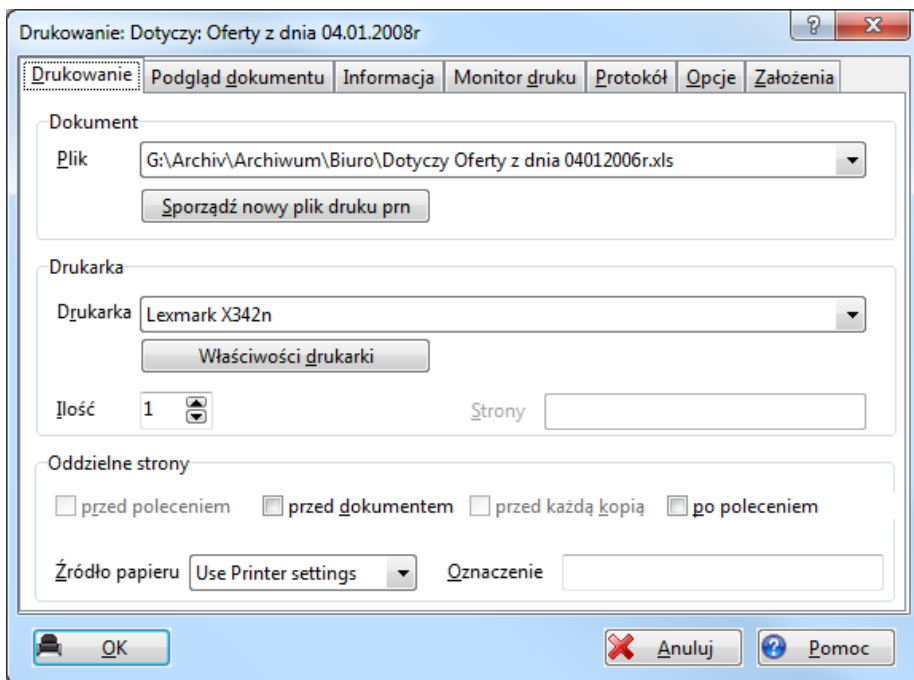 Drukowanie: Dotyczy: Oferty z dnia 04.01.2008r
Drukowanie Podgląd dokumentu Informacja Monitor druku Protokół Opcje Założenia
Dokument
Plik G:\Archiv\Archiwum\Biuro\Dotyczy Oferty z dnia 04012006r.xls
Sporządź nowy plik druku prn
Drukarka
Drukarka Lexmark X342n
Właściwości drukarki
Ilość 1 Strony
Oddzielne strony
przed poleceniem przed dokumentem przed każdą kopią po poleceniem
Źródło papieru Use Printer settings Oznaczenie
OK Anuluj Pomoc